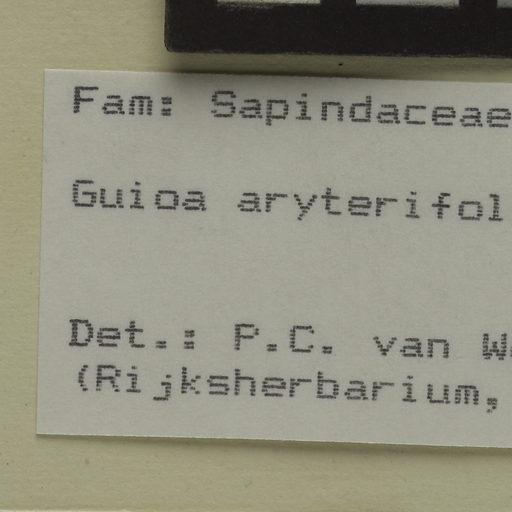 Fam: Sapindaceae
Guioa aryterifol
Det.: P.C. van W
(Rijksherbarium,